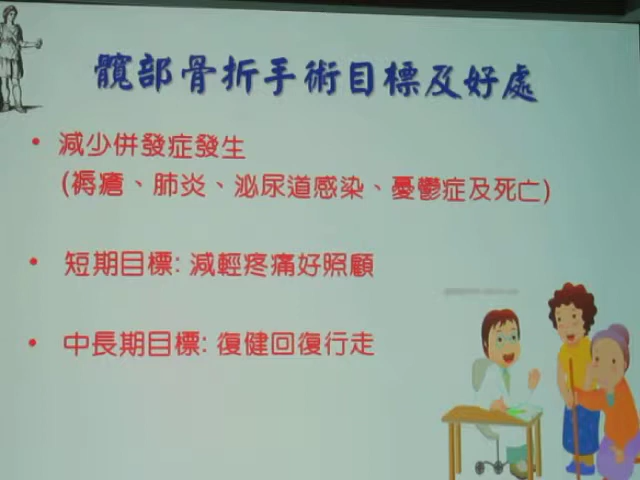 髖部骨折手術目標及好處
• 減少併發症發生
(褥瘡、肺炎、泌尿道感染、憂鬱症及死亡)
• 短期目標: 減輕疼痛好照顧
• 中長期目標: 復健回復行走